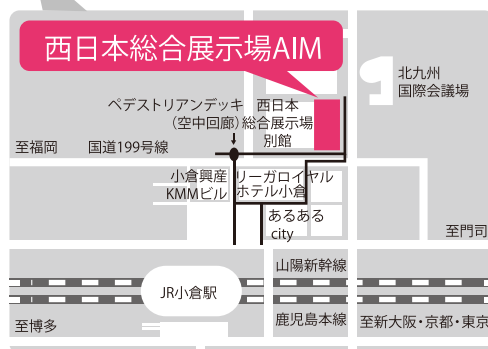 西日本総合展示場AIM
北九州
国際会議場
ペデストリアンデッキ
(空中回廊)
西日本
総合展示場
別館
至福岡
国道199号線
小倉興産
KMMビル
リーガロイヤル
ホテル小倉
あるある
city
至門司
山陽新幹線
JR小倉駅
至博多
鹿児島本線
至新大阪・京都・東京